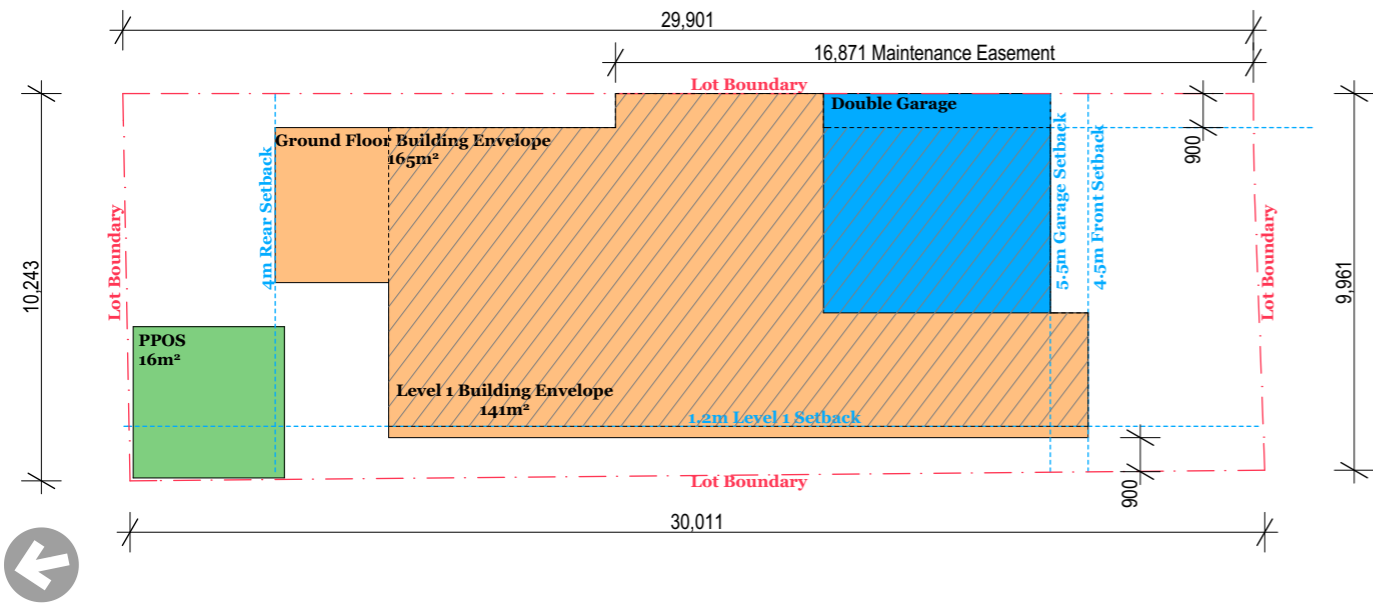 29,901
16,871 Maintenance Easement
Lot Boundary
Double Garage
900
Ground Floor Building Envelope
165m²
4m Rear Setback
5.5m Garage Setback
4.5m Front Setback
Lot Boundary
Lot Boundary
10,243
9,961
PPOS
16m²
Level 1 Building Envelope
141m²
1.2m Level 1 Setback
Lot Boundary
900
30,011